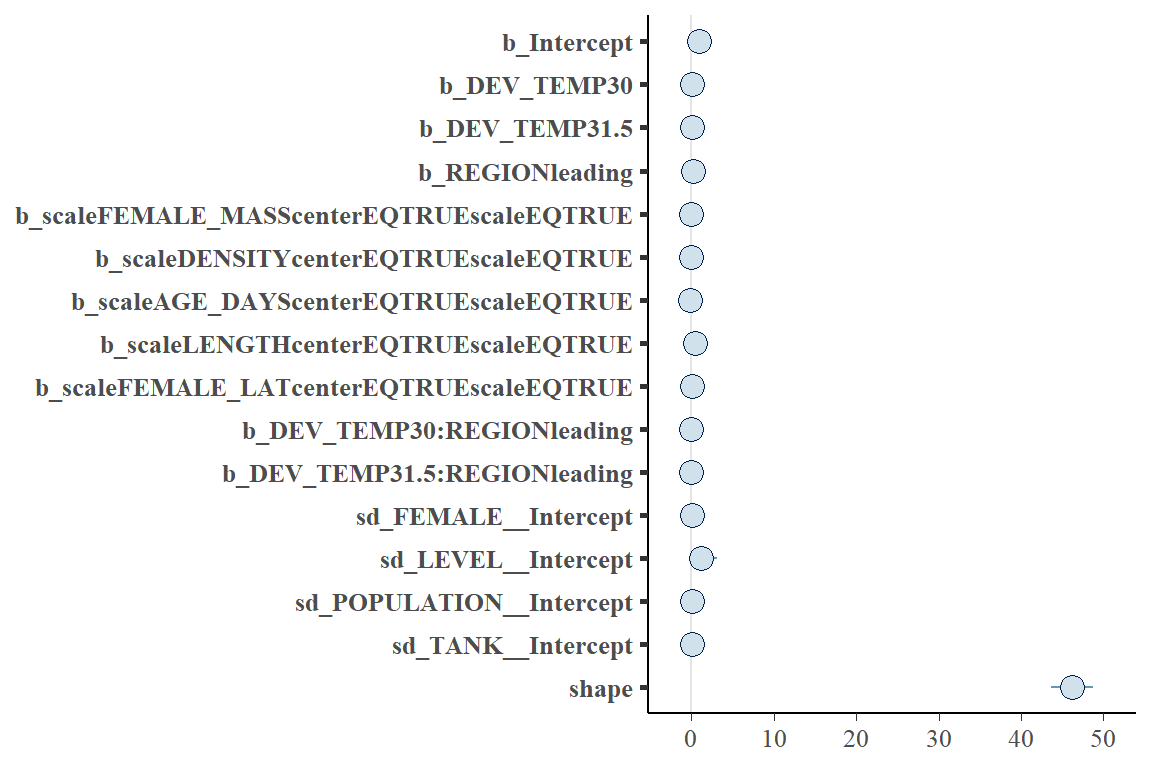 b_Intercept
b_DEV_TEMP30
b_DEV_TEMP31.5
b_REGIONleading
b_scaleFEMALE_MASScenterEQTRUEscaleEQTRUE
b_scaleDENSITYcenterEQTRUEscaleEQTRUE
b_scaleAGE_DAYScenterEQTRUEscaleEQTRUE
b_scaleLENGTHcenterEQTRUEscaleEQTRUE
b_scaleFEMALE_LATcenterEQTRUEscaleEQTRUE
b_DEV_TEMP30:REGIONleading
b_DEV_TEMP31.5:REGIONleading
sd_FEMALE__Intercept
sd_LEVEL__Intercept
sd_POPULATION__Intercept
sd_TANK__Intercept
shape
0 10 20 30 40 50